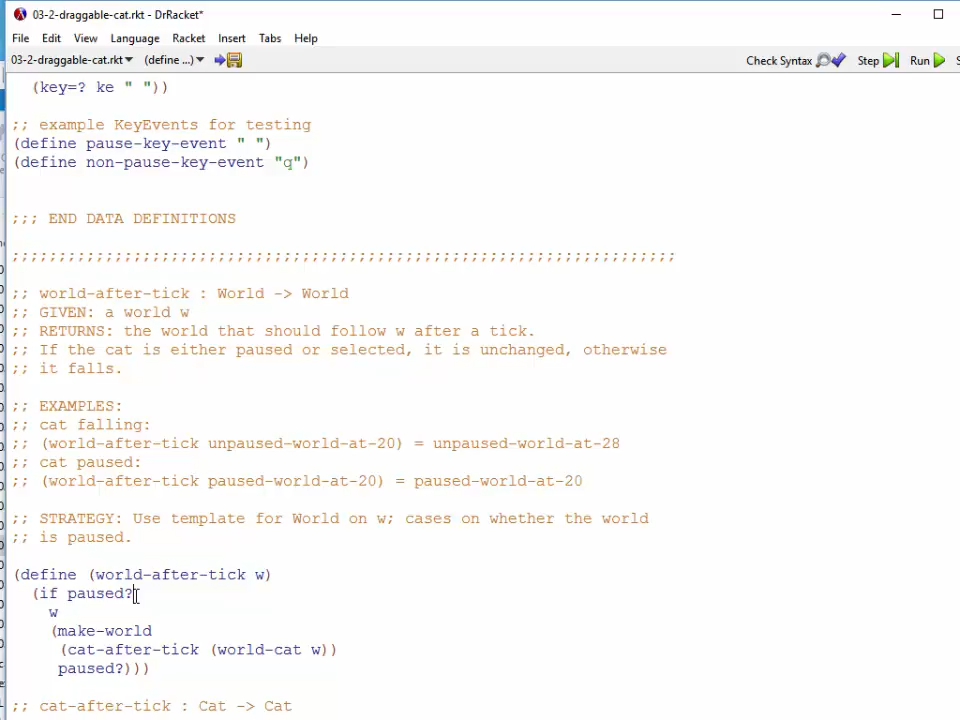 03-2-draggable-cat.rkt - DrRacket*
File Edit View Language Racket Insert Tabs Help
03-2-draggable-cat.rkt (define ...) Check Syntax Step Run
(key=? ke " "))
;; example KeyEvents for testing
(define pause-key-event " ")
(define non-pause-key-event "q")
;;; END DATA DEFINITIONS
;;;;;;;;;;;;;;;;;;;;;;;;;;;;;;;;;;;;;;;;;;;;;;;;;;;;;;;;;;;;;;;;;;;;;;;
;; world-after-tick : World -> World
;; GIVEN: a world w
;; RETURNS: the world that should follow w after a tick.
;; If the cat is either paused or selected, it is unchanged, otherwise
;; it falls.
;; EXAMPLES:
;; cat falling:
;; (world-after-tick unpaused-world-at-20) = unpaused-world-at-28
;; cat paused:
;; (world-after-tick paused-world-at-20) = paused-world-at-20
;; STRATEGY: Use template for World on w; cases on whether the world
;; is paused.
(define (world-after-tick w)
(if paused?
w
(make-world
(cat-after-tick (world-cat w))
paused?)))
;; cat-after-tick : Cat -> Cat